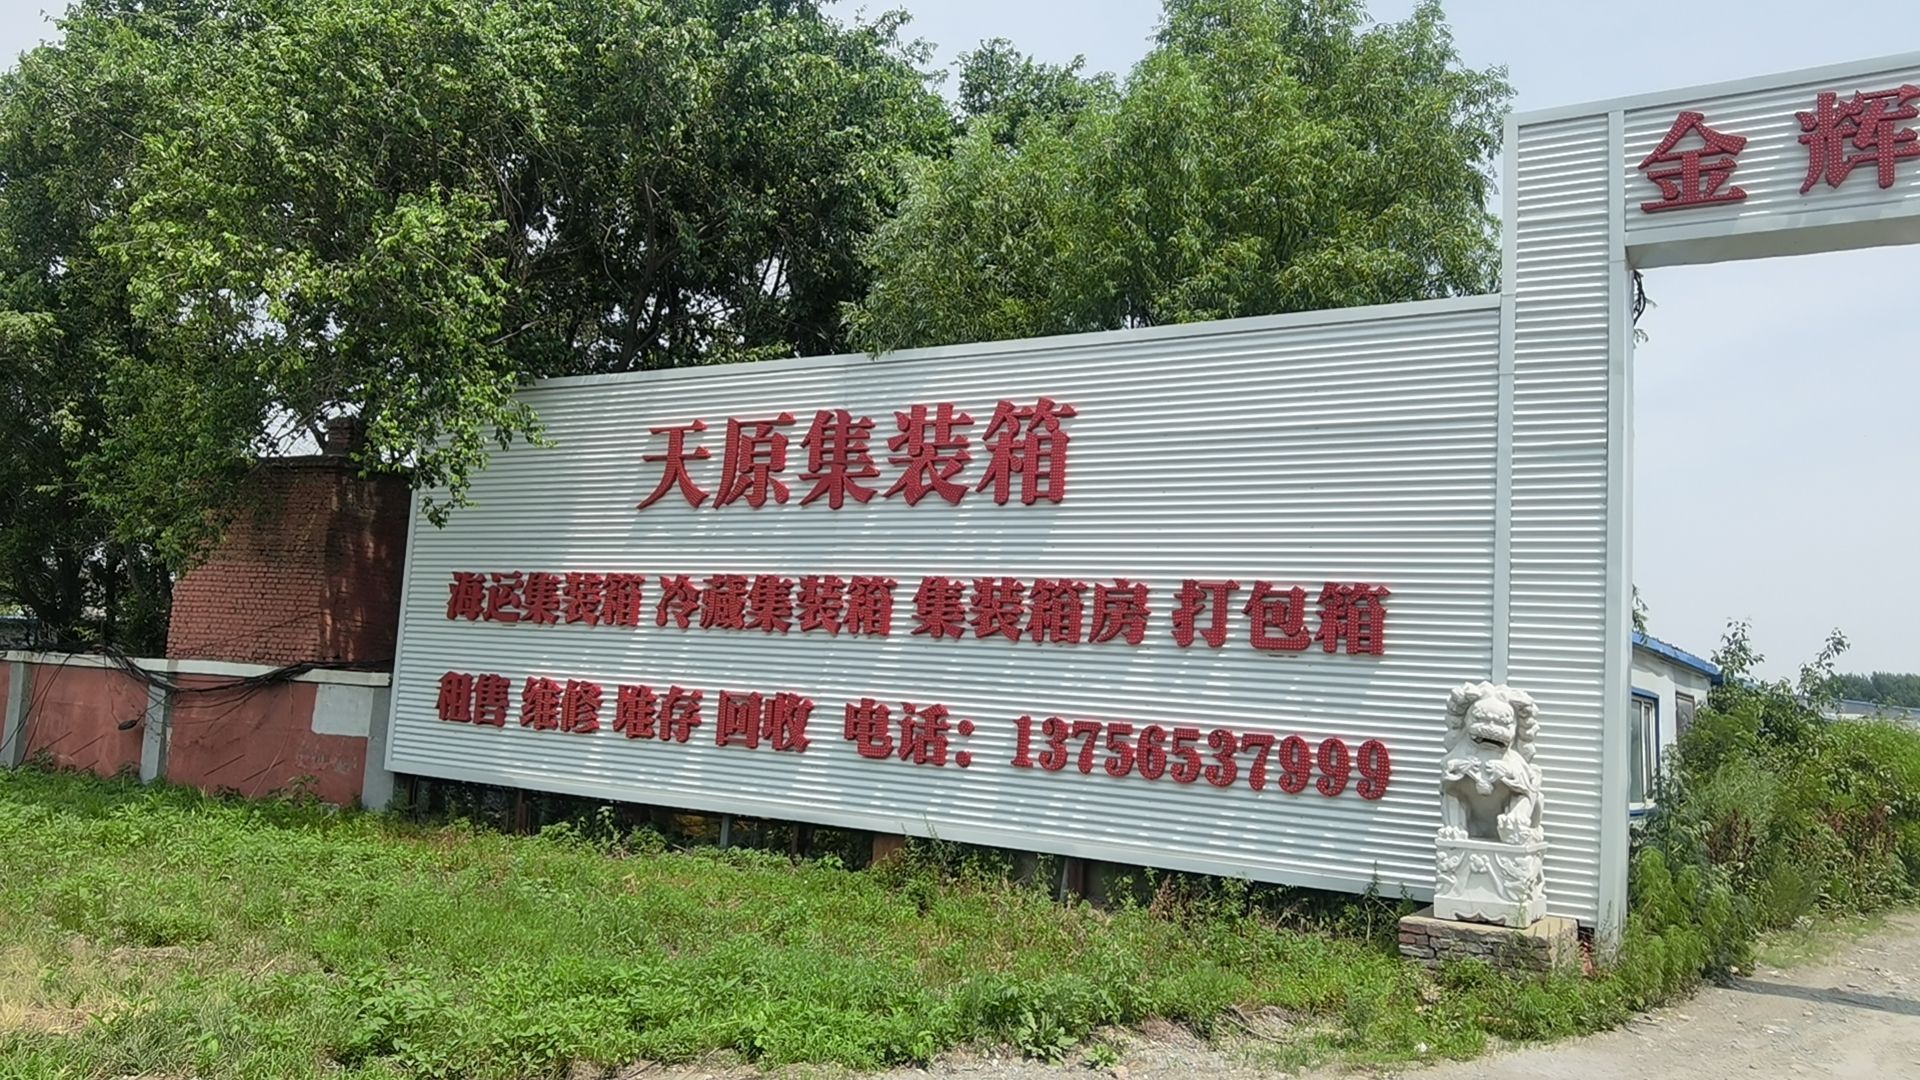 金辉
天原集装箱
海运集装箱 冷藏集装箱 集装箱房 打包箱
租售 维修 堆存 回收 电话：13756537999